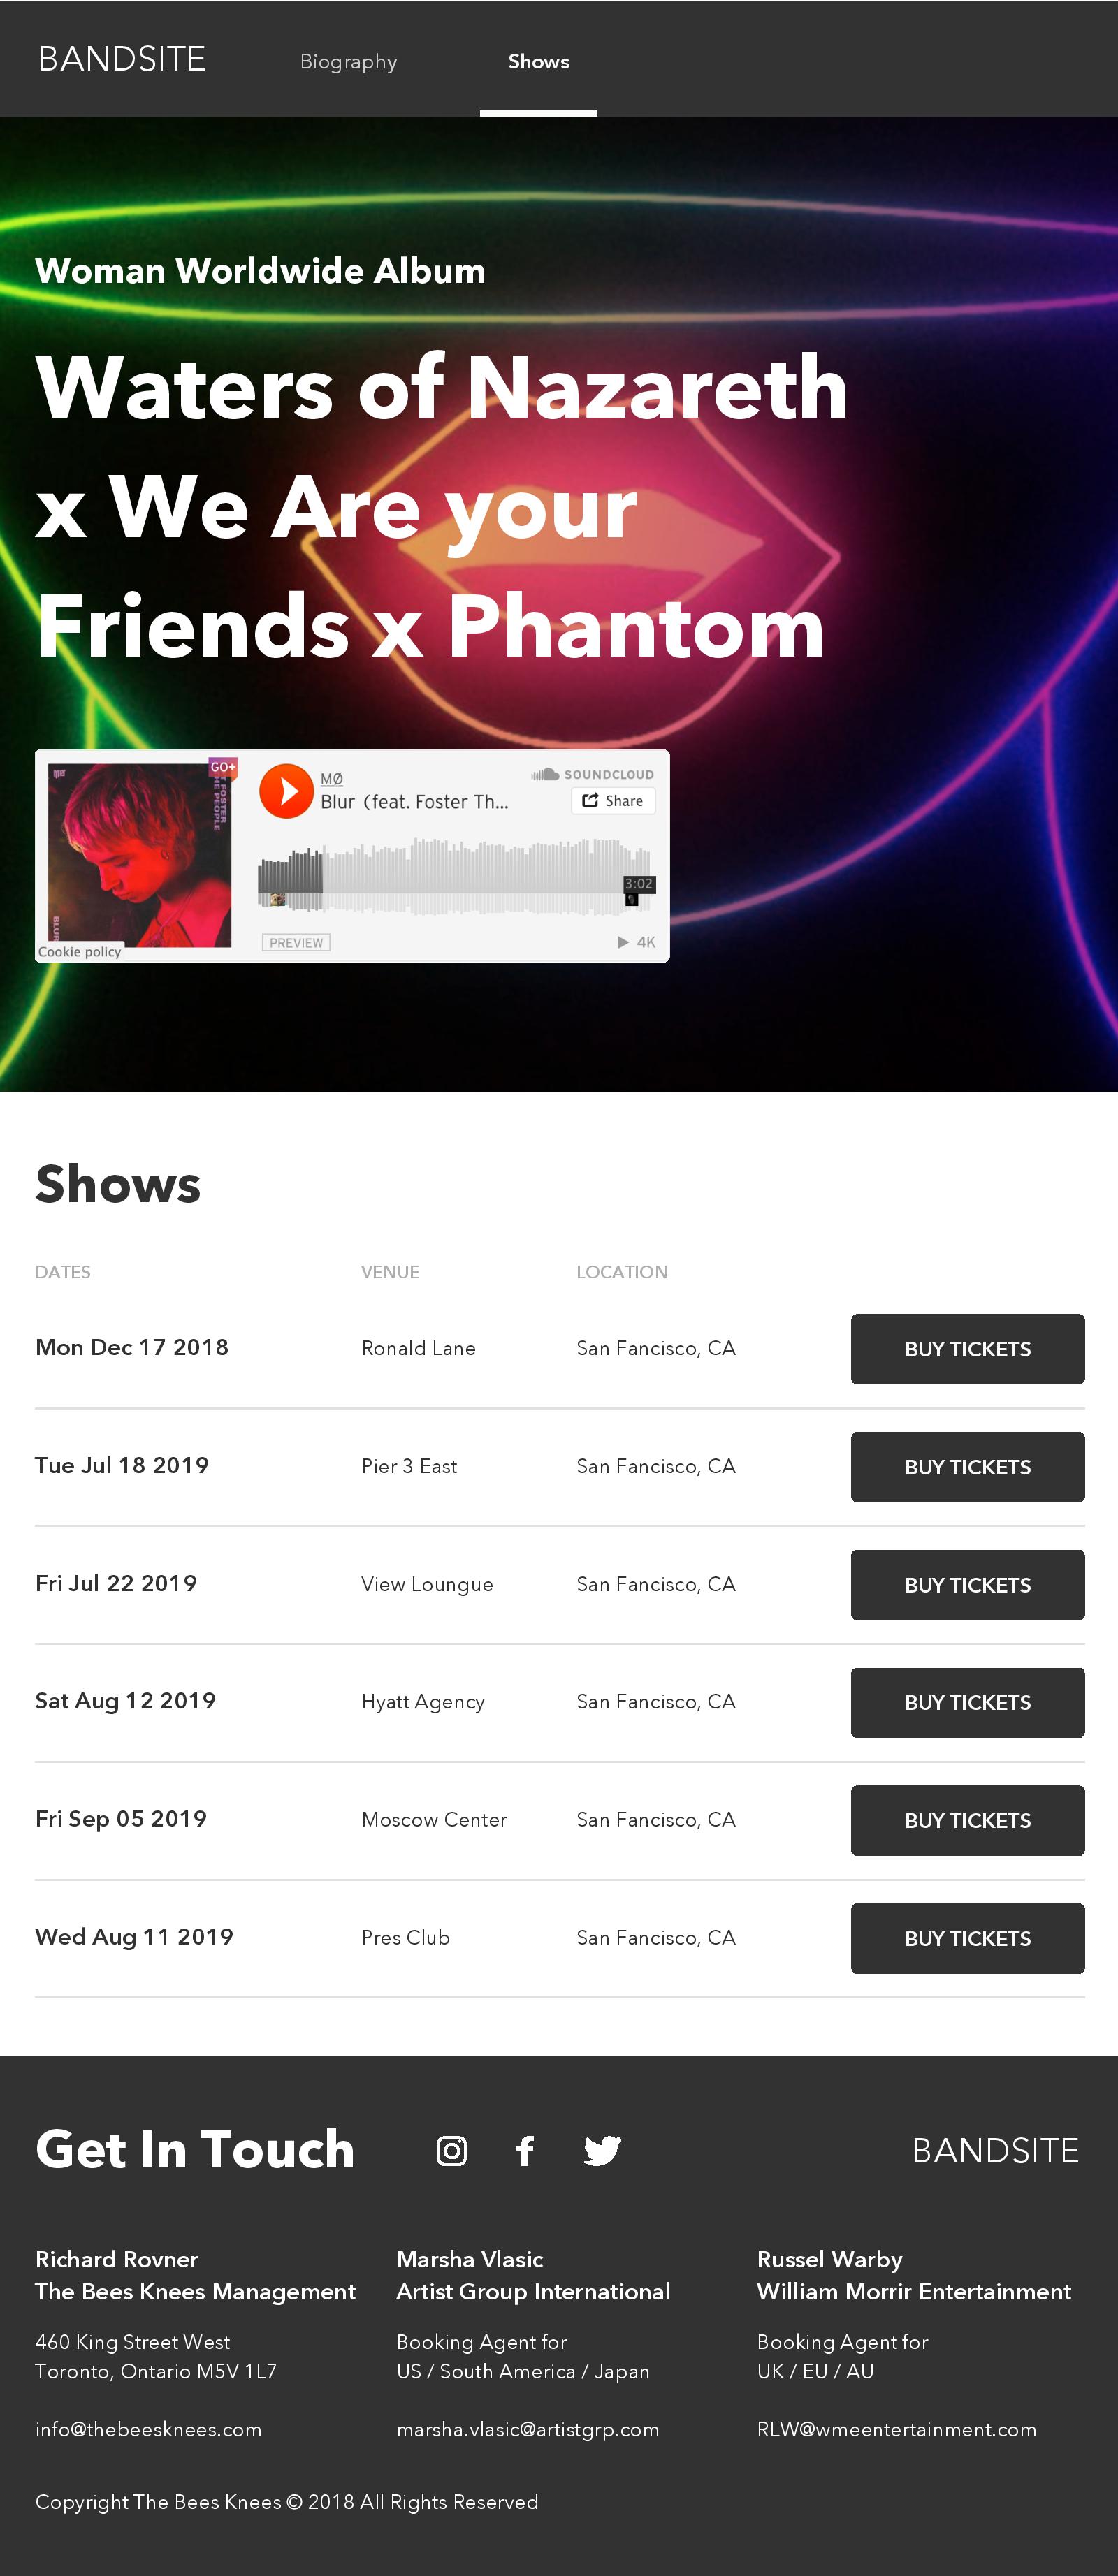 BANDSITE
Biography
Shows
Woman Worldwide Album
Waters of Nazareth
x We Are your
Friends x Phantom
GO+
T FOSTER
THE PEOPLE
BLUR
Cookie policy
MØ
Blur (feat. Foster Th...
SOUNDCLOUD
Share
3:02
PREVIEW
4K
Shows
DATES VENUE LOCATION
Mon Dec 17 2018 Ronald Lane San Fancisco, CA BUY TICKETS
Tue Jul 18 2019 Pier 3 East San Fancisco, CA BUY TICKETS
Fri Jul 22 2019 View Loungue San Fancisco, CA BUY TICKETS
Sat Aug 12 2019 Hyatt Agency San Fancisco, CA BUY TICKETS
Fri Sep 05 2019 Moscow Center San Fancisco, CA BUY TICKETS
Wed Aug 11 2019 Pres Club San Fancisco, CA BUY TICKETS
Get In Touch
BANDSITE
Richard Rovner
The Bees Knees Management
460 King Street West
Toronto, Ontario M5V 1L7
info@thebeesknees.com
Marsha Vlasic
Artist Group International
Booking Agent for
US / South America / Japan
marsha.vlasic@artistgrp.com
Russel Warby
William Morrir Entertainment
Booking Agent for
UK / EU / AU
RLW@wmeentertainment.com
Copyright The Bees Knees © 2018 All Rights Reserved